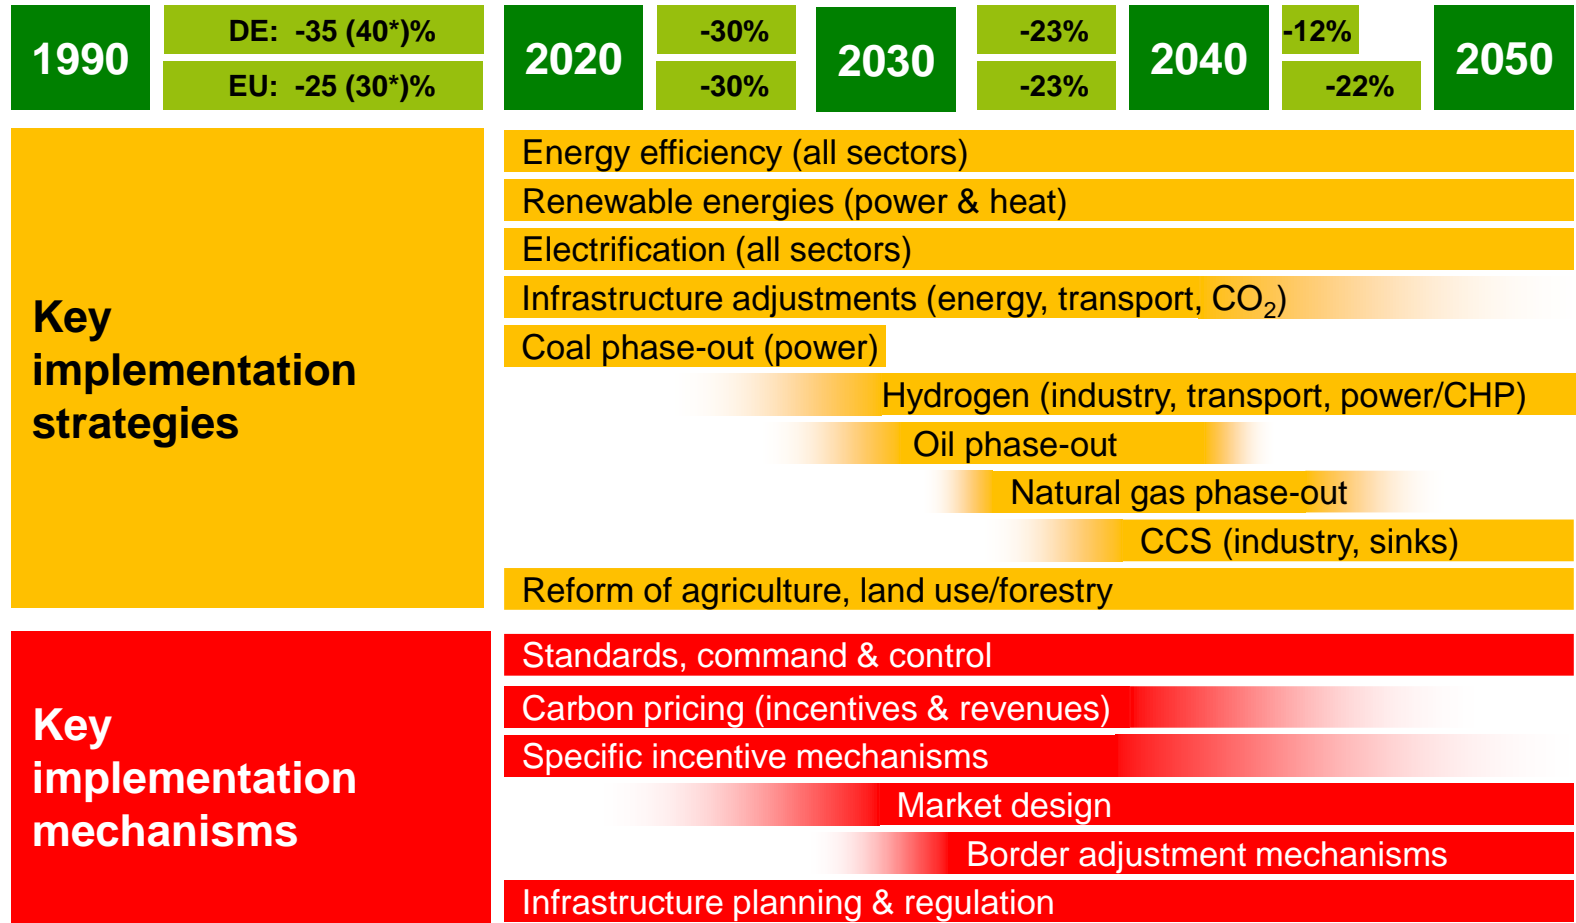 1990
DE: -35 (40*)%
EU: -25 (30*)%
2020
-30%
-30%
2030
-23%
-23%
2040
-12%
-22%
2050
Key
implementation
strategies
Energy efficiency (all sectors)
Renewable energies (power & heat)
Electrification (all sectors)
Infrastructure adjustments (energy, transport, CO₂)
Coal phase-out (power)
Hydrogen (industry, transport, power/CHP)
Oil phase-out
Natural gas phase-out
CCS (industry, sinks)
Reform of agriculture, land use/forestry
Key
implementation
mechanisms
Standards, command & control
Carbon pricing (incentives & revenues)
Specific incentive mechanisms
Market design
Border adjustment mechanisms
Infrastructure planning & regulation